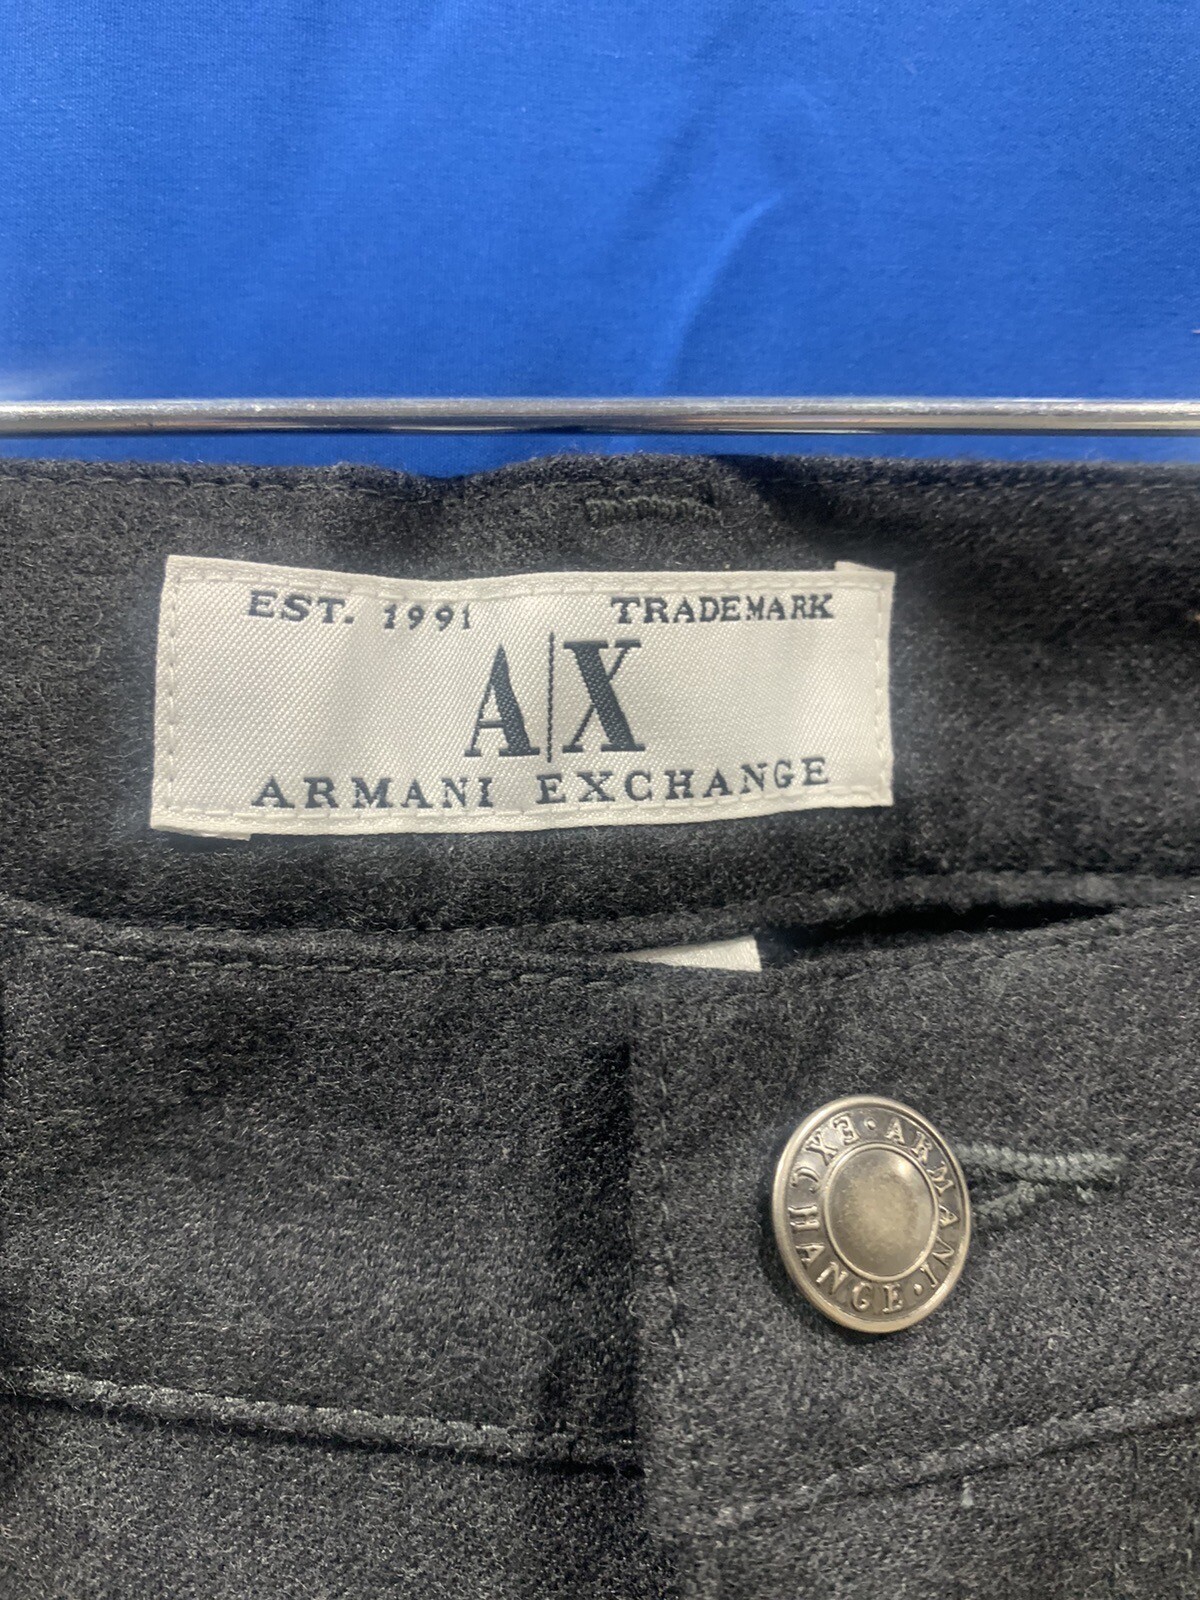 EST. 1991 TRADEMARK
A|X
ARMANI EXCHANGE
ARMANI · EXCHANGE ·